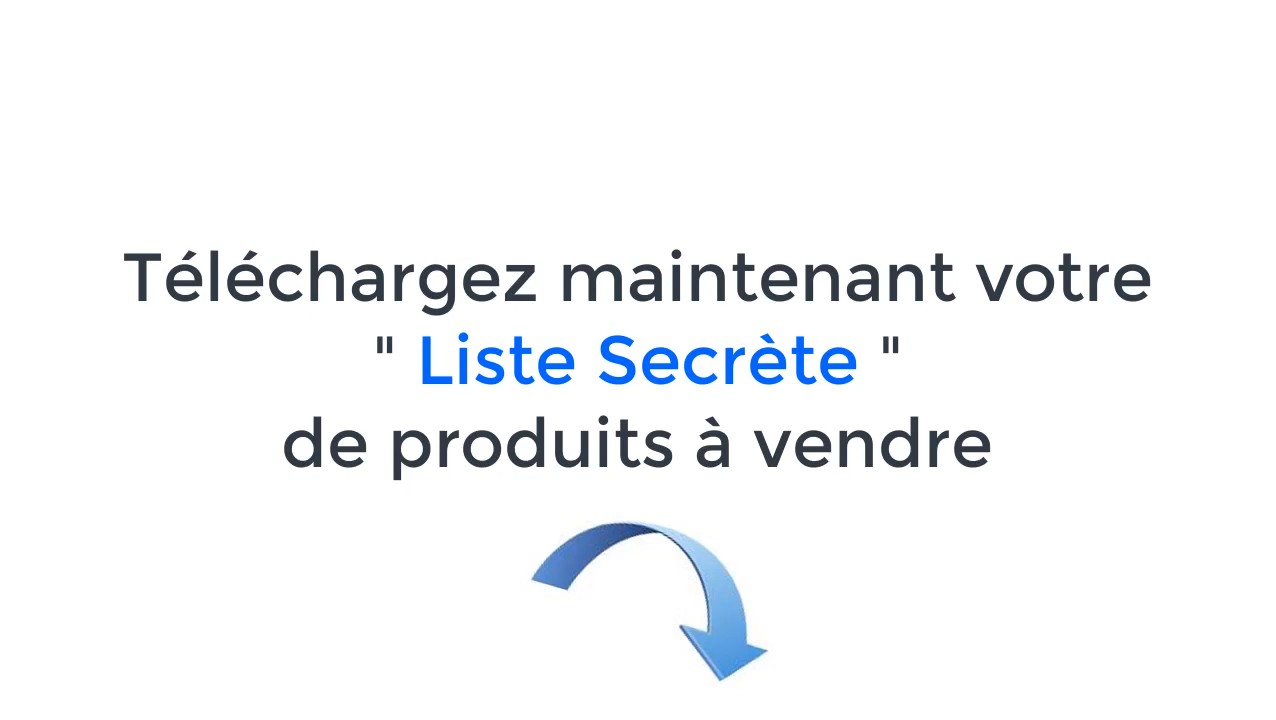 Téléchargez maintenant votre
" Liste Secrète "
de produits à vendre